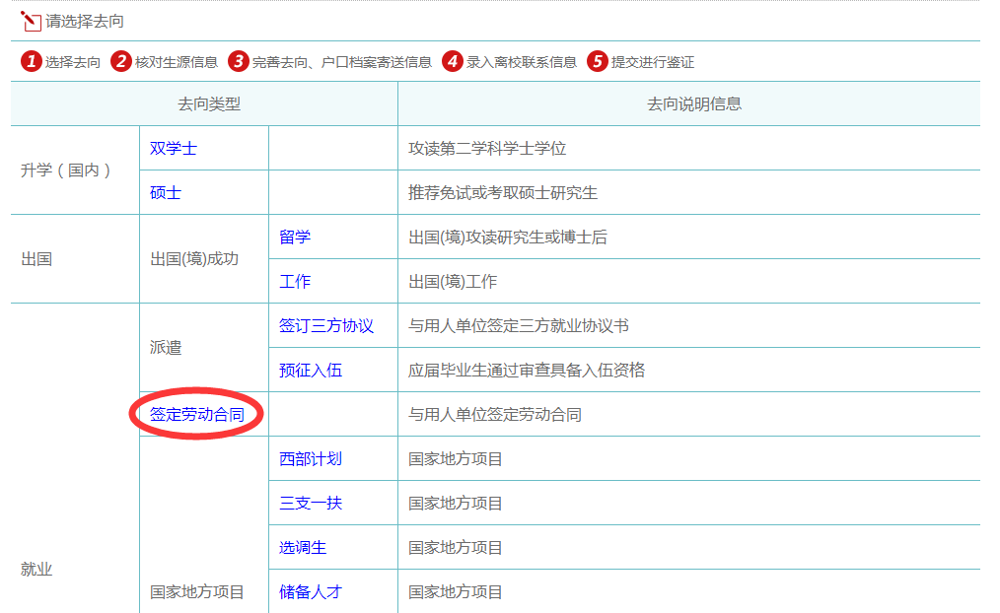 请选择去向
1 选择去向 2 核对生源信息 3 完善去向、户口档案寄送信息 4 录入离校联系信息 5 提交进行鉴证
去向类型 去向说明信息
升学（国内） 双学士 攻读第二学科学士学位
硕士 推荐免试或考取硕士研究生
出国 出国(境)成功 留学 出国(境)攻读研究生或博士后
工作 出国(境)工作
就业 派遣 签订三方协议 与用人单位签定三方就业协议书
预征入伍 应届毕业生通过审查具备入伍资格
签定劳动合同 与用人单位签定劳动合同
国家地方项目 西部计划 国家地方项目
三支一扶 国家地方项目
选调生 国家地方项目
储备人才 国家地方项目